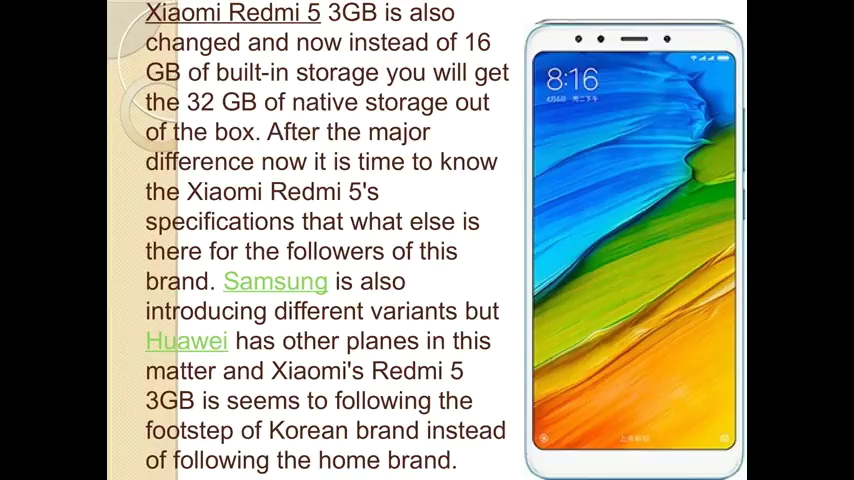 Xiaomi Redmi 5 3GB is also
changed and now instead of 16
GB of built-in storage you will get
the 32 GB of native storage out
of the box. After the major
difference now it is time to know
the Xiaomi Redmi 5's
specifications that what else is
there for the followers of this
brand. Samsung is also
introducing different variants but
Huawei has other planes in this
matter and Xiaomi's Redmi 5
3GB is seems to following the
footstep of Korean brand instead
of following the home brand.
8:16